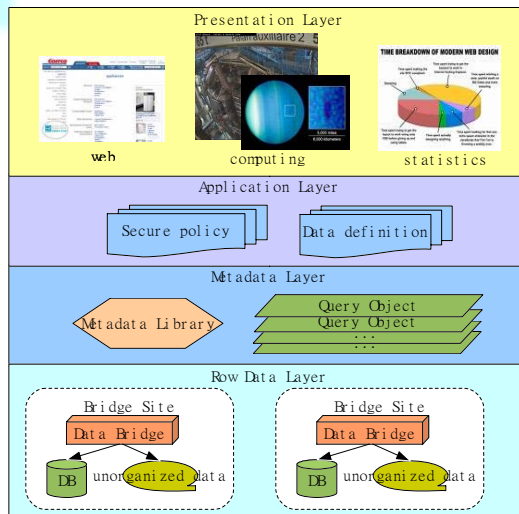 Presentation Layer
TIME BREAKDOWN OF MODERN WEB DESIGN
web
computing
statistics
Application Layer
Secure policy
Data definition
Metadata Layer
Metadata Library
Query Object
Query Object
...
Row Data Layer
Bridge Site
Data Bridge
DB
unorganized data
Bridge Site
Data Bridge
DB
unorganized data